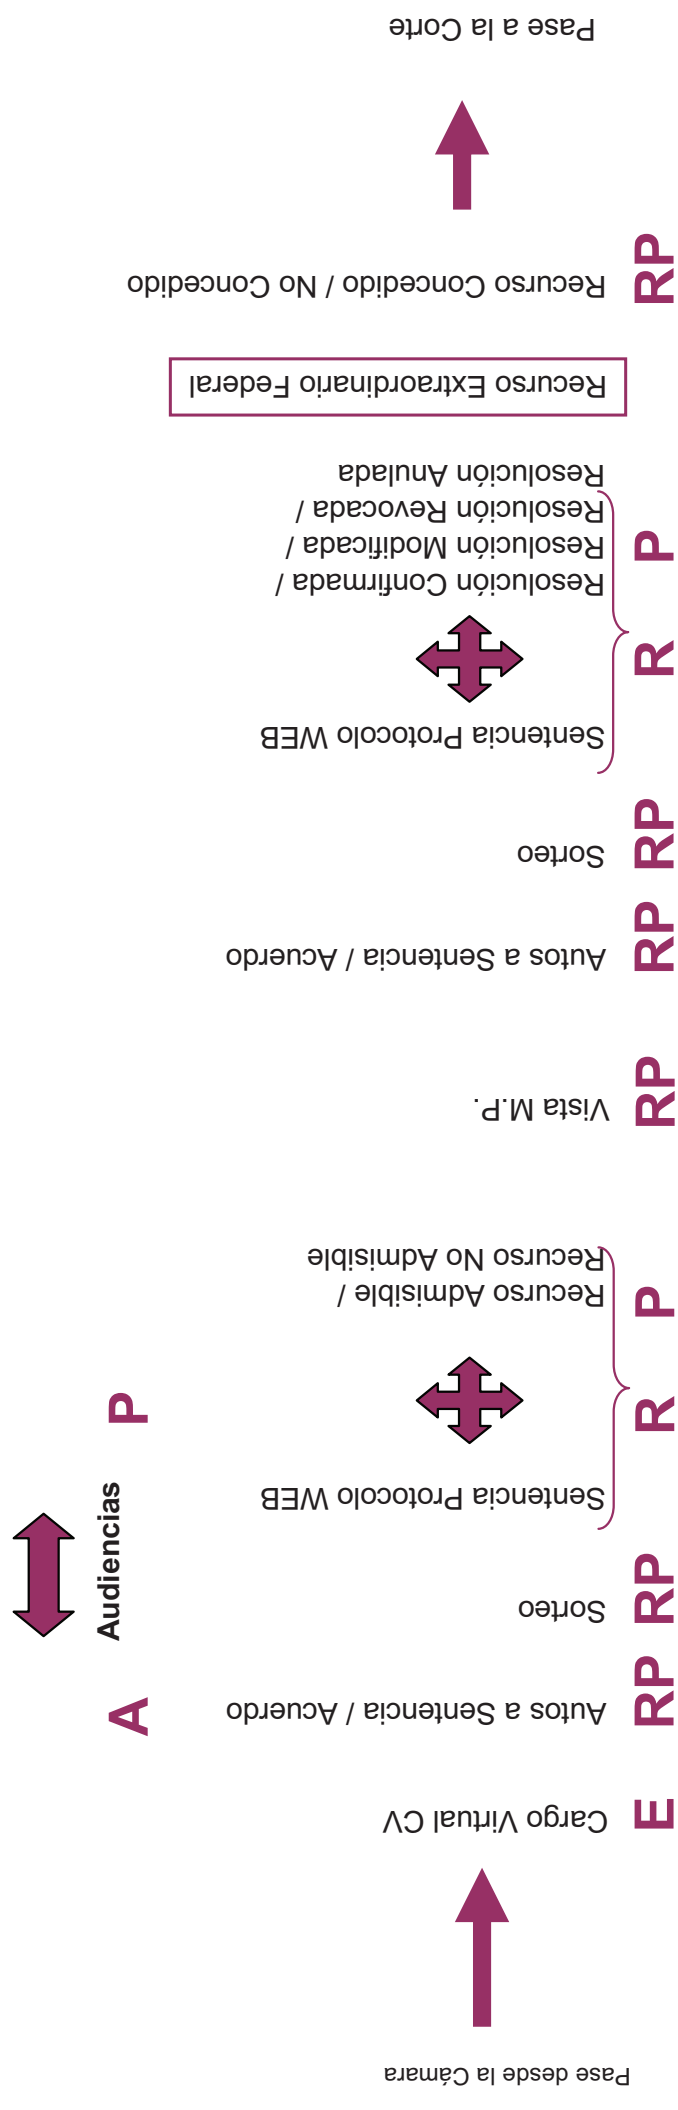 Pase desde la Cámara
Cargo Virtual CV
E
Autos a Sentencia / Acuerdo
RP
A
Audiencias
P
Sorteo
RP
Sentencia Protocolo WEB
R
Recurso Admisible /
Recurso No Admisible
P
Vista M.P.
RP
Autos a Sentencia / Acuerdo
RP
Sorteo
RP
Sentencia Protocolo WEB
R
Resolución Confirmada /
Resolución Modificada /
Resolución Revocada /
Resolución Anulada
P
Recurso Extraordinario Federal
Recurso Concedido / No Concedido
RP
Pase a la Corte